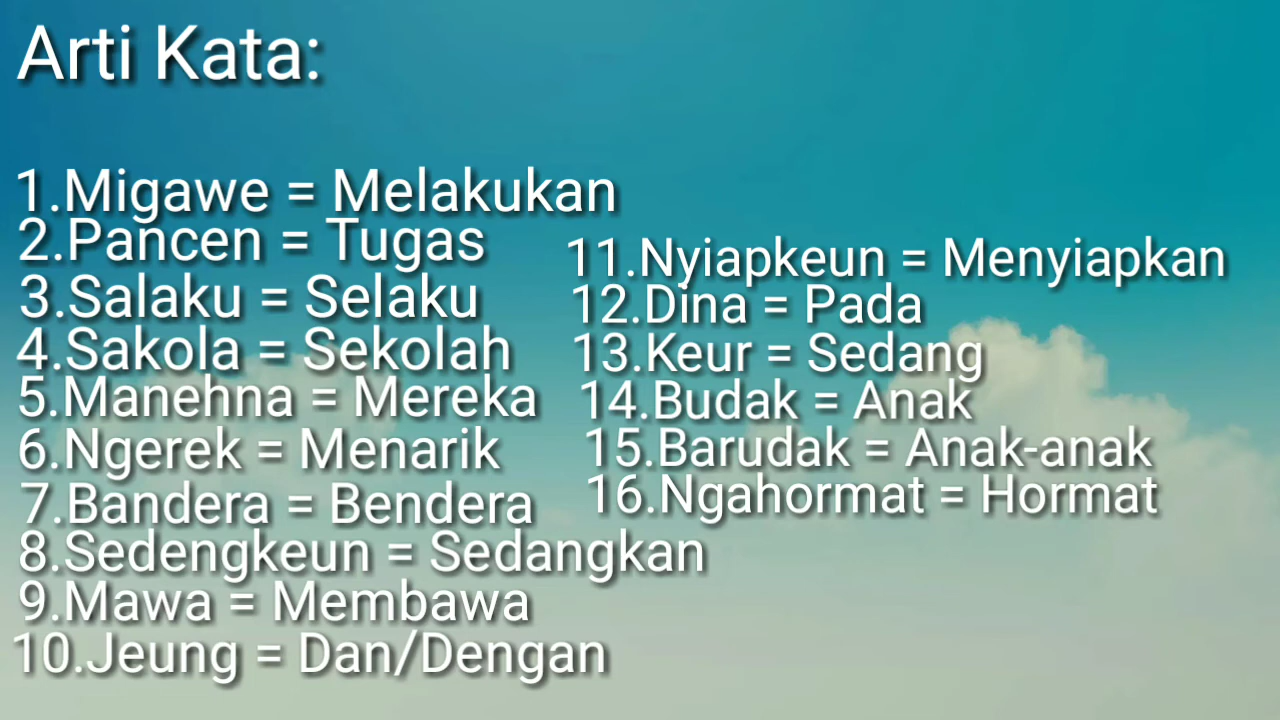 Arti Kata:
1.Migawe = Melakukan
2.Pancen = Tugas
3.Salaku = Selaku
4.Sakola = Sekolah
5.Manehna = Mereka
6.Ngerek = Menarik
7.Bandera = Bendera
8.Sedengkeun = Sedangkan
9.Mawa = Membawa
10.Jeung = Dan/Dengan
11.Nyiapkeun = Menyiapkan
12.Dina = Pada
13.Keur = Sedang
14.Budak = Anak
15.Barudak = Anak-anak
16.Ngahormat = Hormat